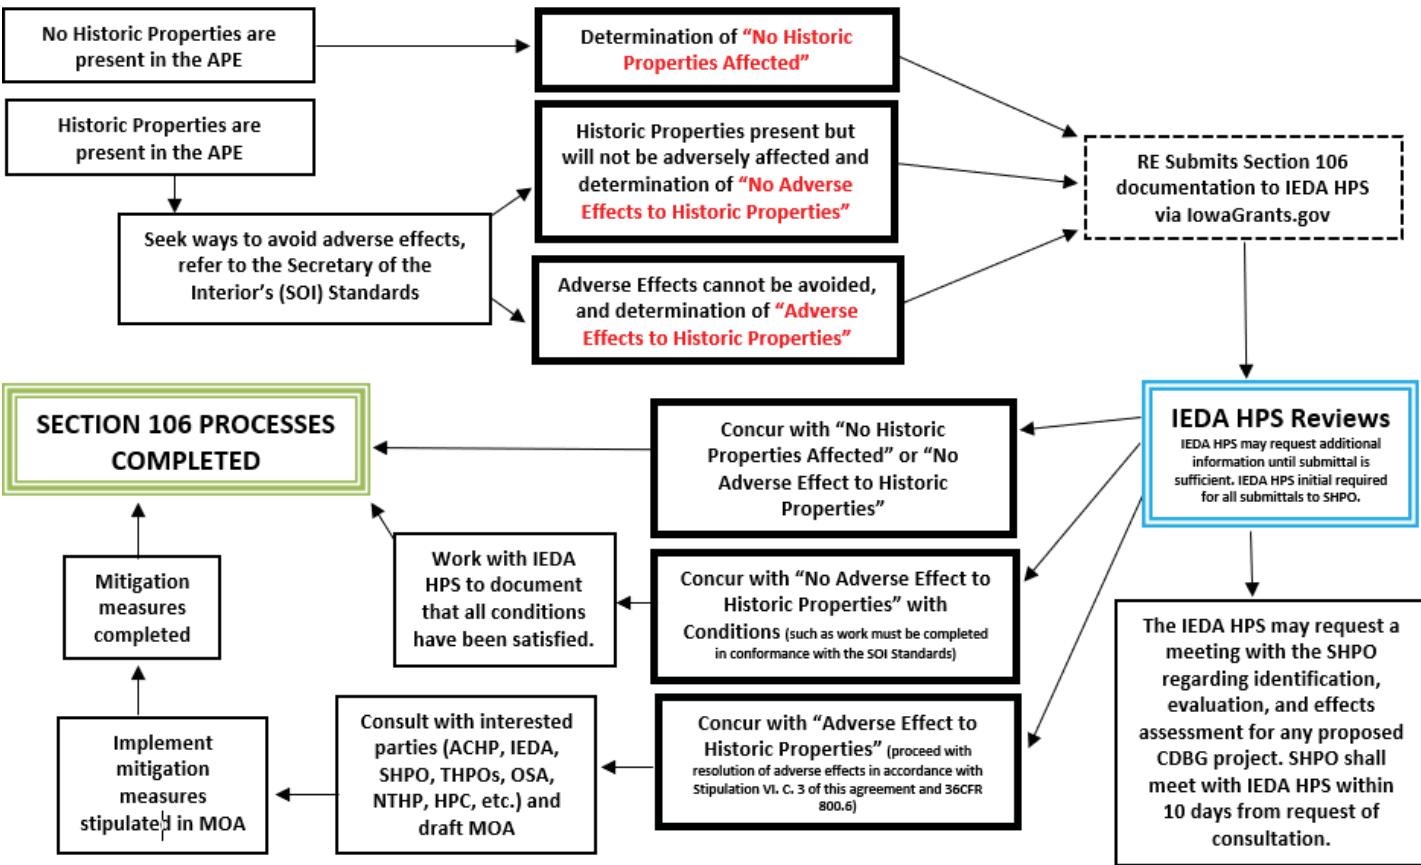 No Historic Properties are
present in the APE
Determination of “No Historic
Properties Affected”
Historic Properties are
present in the APE
Historic Properties present but
will not be adversely affected and
determination of “No Adverse
Effects to Historic Properties”
RE Submits Section 106
documentation to IEDA HPS
via IowaGrants.gov
Seek ways to avoid adverse effects,
refer to the Secretary of the
Interior’s (SOI) Standards
Adverse Effects cannot be avoided,
and determination of “Adverse
Effects to Historic Properties”
SECTION 106 PROCESSES
COMPLETED
Concur with “No Historic
Properties Affected” or “No
Adverse Effect to Historic
Properties”
IEDA HPS Reviews
IEDA HPS may request additional
information until submittal is
sufficient. IEDA HPS initial required
for all submittals to SHPO.
Mitigation
measures
completed
Work with IEDA
HPS to document
that all conditions
have been satisfied.
Concur with “No Adverse Effect to
Historic Properties” with
Conditions (such as work must be completed
in conformance with the SOI Standards)
The IEDA HPS may request a
meeting with the SHPO
regarding identification,
evaluation, and effects
assessment for any proposed
CDBG project. SHPO shall
meet with IEDA HPS within
10 days from request of
consultation.
Implement
mitigation
measures
stipulated in MOA
Consult with interested
parties (ACHP, IEDA,
SHPO, THPOs, OSA,
NTHP, HPC, etc.) and
draft MOA
Concur with “Adverse Effect to
Historic Properties” (proceed with
resolution of adverse effects in accordance with
Stipulation VI. C. 3 of this agreement and 36CFR
800.6)